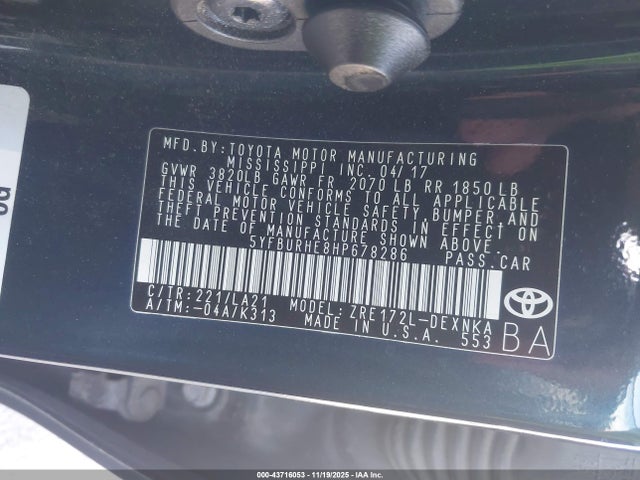 MFD. BY: TOYOTA MOTOR MANUFACTURING
MISSISSIPPI INC. 04/17
GVWR 3820LB GAWR FR 2070 LB RR 1850 LB
THIS VEHICLE CONFORMS TO ALL APPLICABLE
FEDERAL MOTOR VEHICLE SAFETY, BUMPER, AND
THEFT PREVENTION STANDARDS IN EFFECT ON
THE DATE OF MANUFACTURE SHOWN ABOVE.
5YFBURHE8HP678286 PASS.CAR
C/TR: 221/LA21 MODEL: ZRE172L-DEXNKA
A/TM: -04A/K313 MADE IN U.S.A. 553
BA
000-43716053 - 11/19/2025 - IAA Inc.